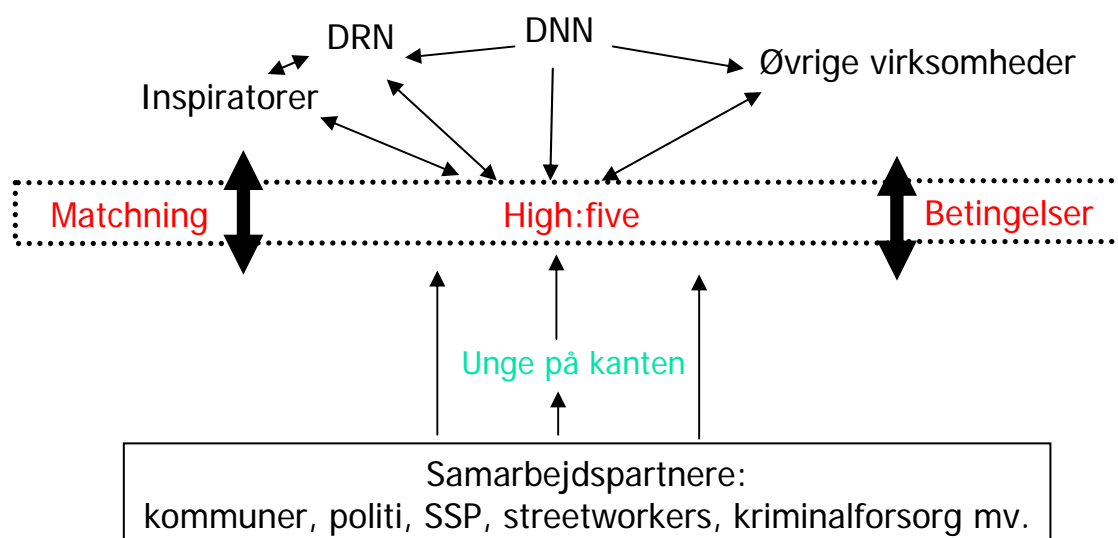 DRN
DNN
Øvrige virksomheder
Inspiratorer
Matchning
High:five
Betingelser
Unge på kanten
Samarbejdspartnere:
kommuner, politi, SSP, streetworkers, kriminalforsorg mv.